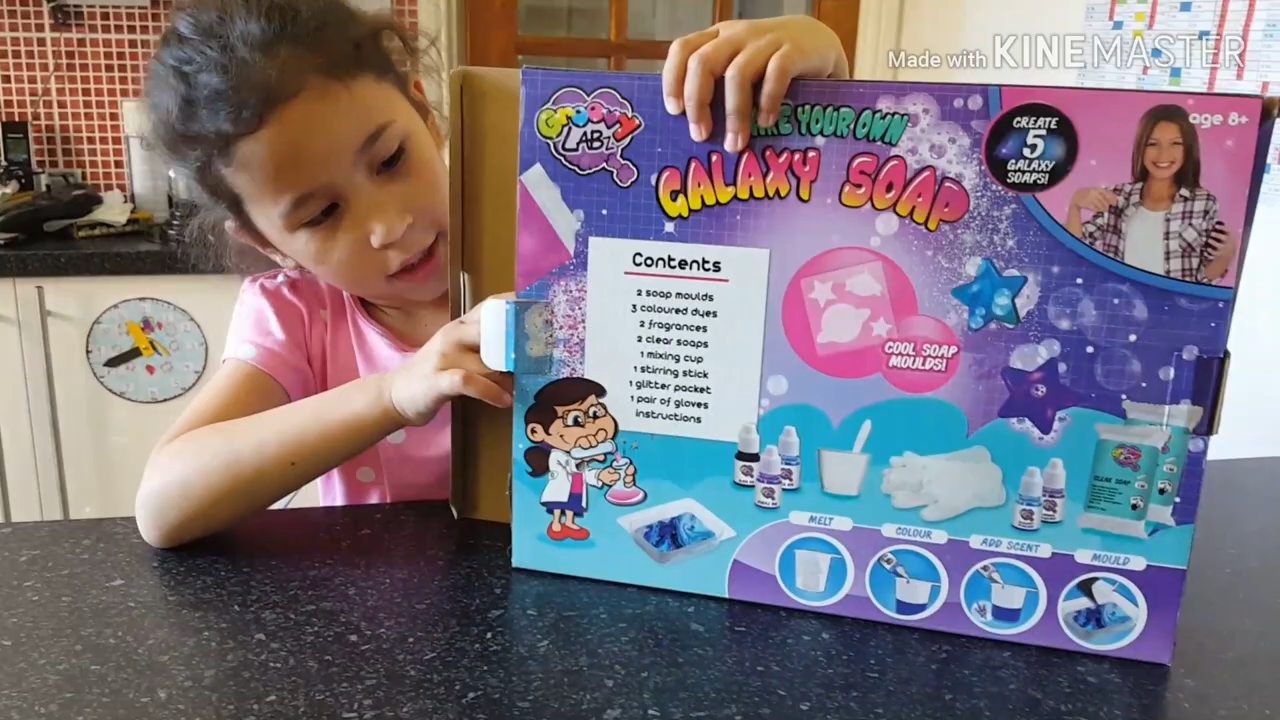 Made with KINEMASTER
Groovy
LABZ
KE YOUR OWN
GALAXY SOAP
CREATE
5
GALAXY
SOAPS!
age 8+
Contents
2 soap moulds
3 coloured dyes
2 fragrances
2 clear soaps
1 mixing cup
1 stirring stick
1 glitter packet
1 pair of gloves
instructions
COOL SOAP
MOULDS!
CLEAR SOAP
MELT
COLOUR
ADD SCENT
MOULD